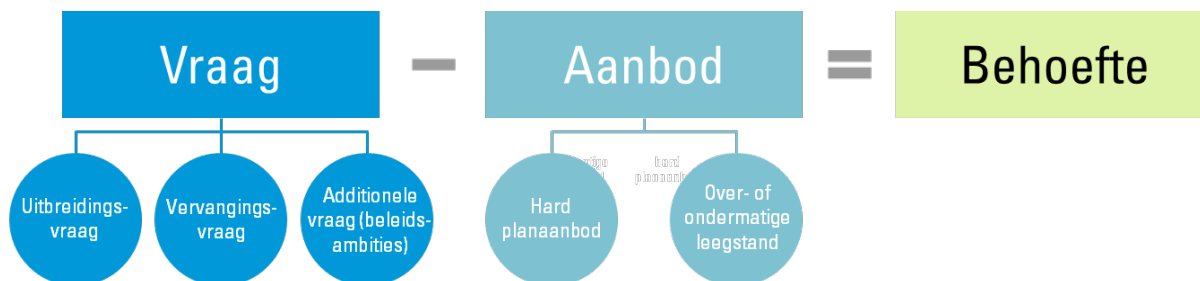 Vraag
−
Aanbod
=
Behoefte
Uitbreidings-
vraag
Vervangings-
vraag
Additionele
vraag (beleids-
ambities)
Hard
planaanbod
Over- of
ondermatige
leegstand